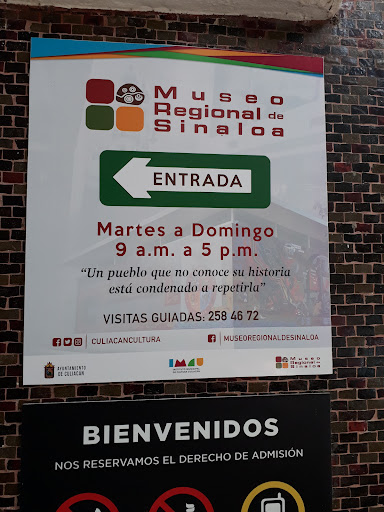 Museo
Regional de
Sinaloa
ENTRADA
Martes a Domingo
9 a.m. a 5 p.m.
“Un pueblo que no conoce su historia
está condenado a repetirla”
VISITAS GUIADAS: 258 46 72
CULIACANCULTURA
MUSEOREGIONALDESINALOA
AYUNTAMIENTO
DE CULIACÁN
IMCC
Museo
Regional de
Sinaloa
BIENVENIDOS
NOS RESERVAMOS EL DERECHO DE ADMISIÓN